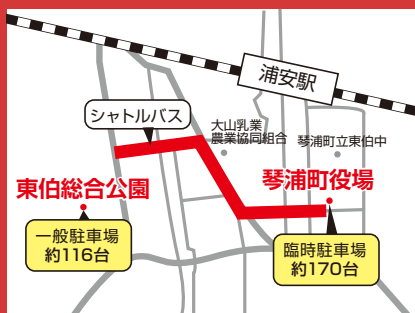 浦安駅
シャトルバス
大山乳業
農業協同組合
琴浦町立東伯中
東伯総合公園
琴浦町役場
一般駐車場
約116台
臨時駐車場
約170台